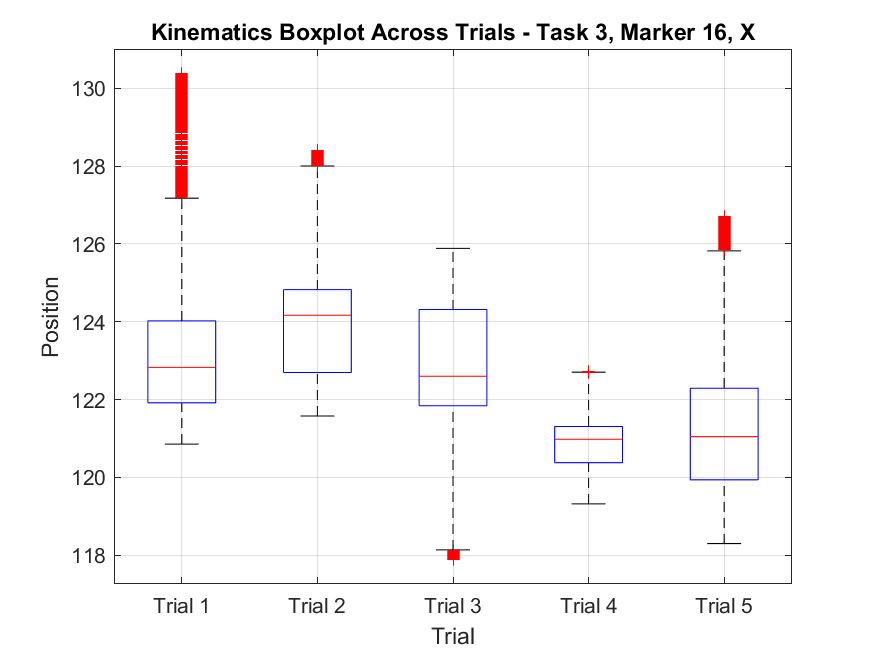 Kinematics Boxplot Across Trials - Task 3, Marker 16, X
130
128
126
124
122
120
118
Position
Trial 1 Trial 2 Trial 3 Trial 4 Trial 5
Trial